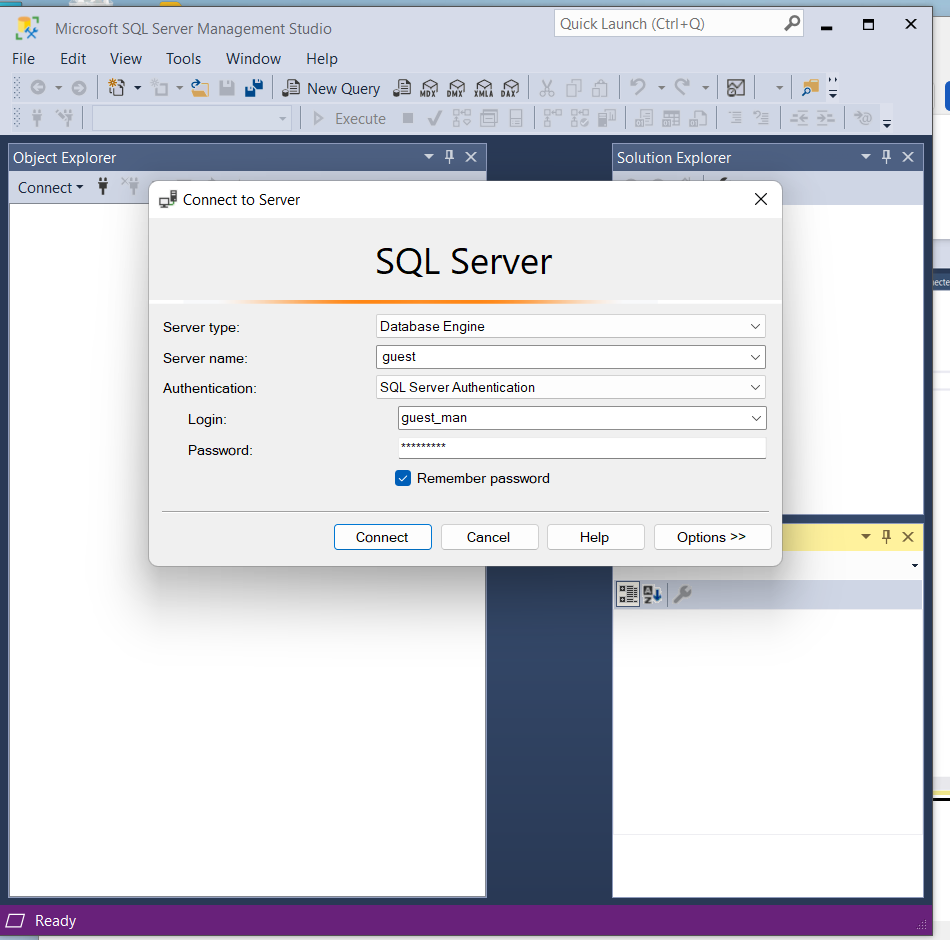 Microsoft SQL Server Management Studio
Quick Launch (Ctrl+Q)
File Edit View Tools Window Help
New Query MDX DMX XMLA DAX
Execute
Object Explorer
Solution Explorer
Connect
Connect to Server
SQL Server
Server type: Database Engine
Server name: guest
Authentication: SQL Server Authentication
Login: guest_man
Password: *********
Remember password
Connect Cancel Help Options >>
Ready